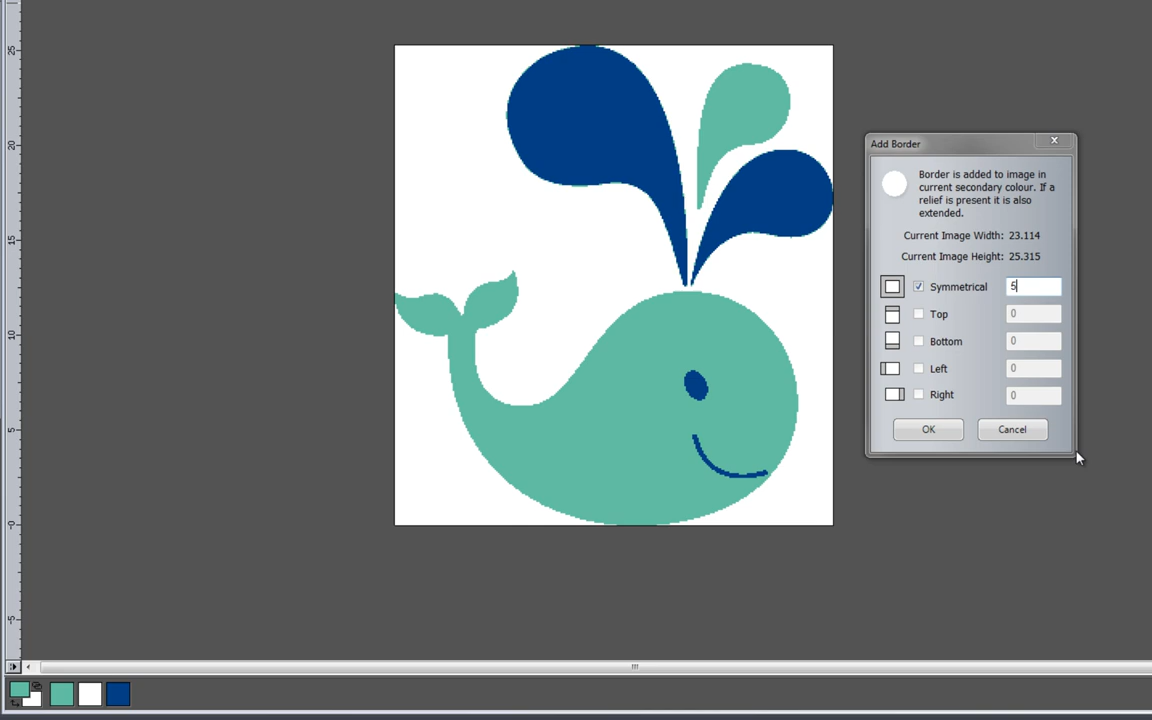 Add Border
Border is added to image in
current secondary colour. If a
relief is present it is also
extended.
Current Image Width: 23.114
Current Image Height: 25.315
Symmetrical 5
Top 0
Bottom 0
Left 0
Right 0
OK Cancel
25
20
15
10
5
-0
-5